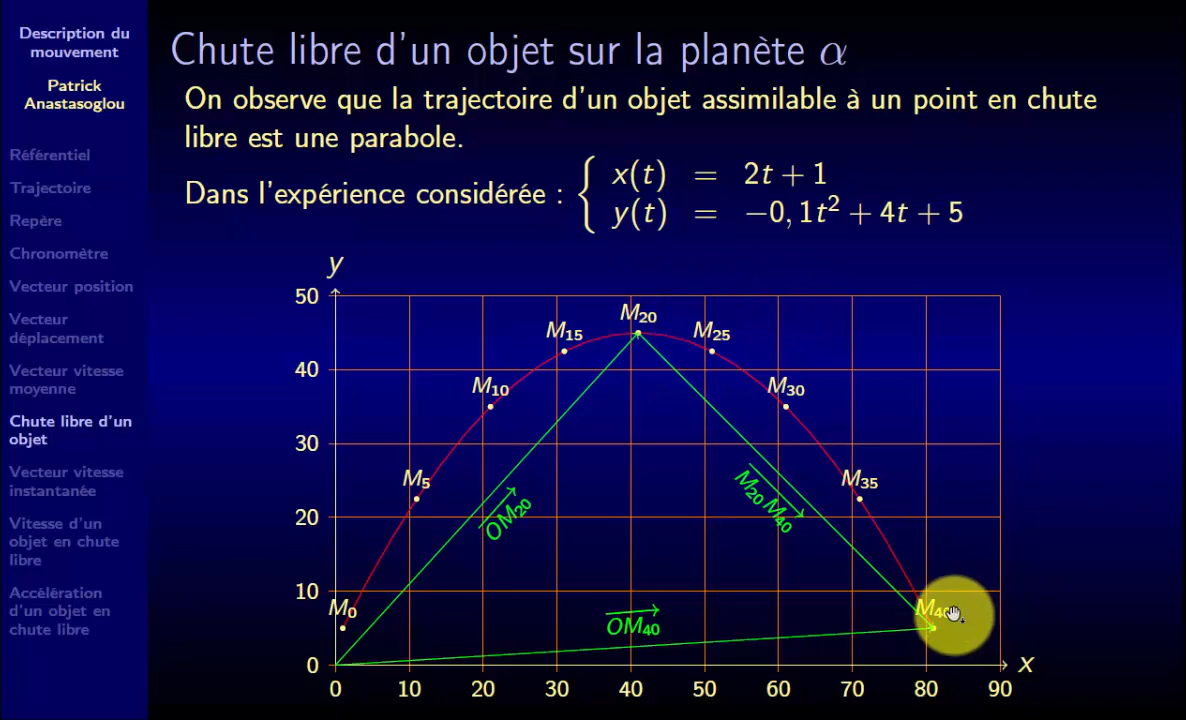 Description du
mouvement
Patrick
Anastasoglou
Référentiel
Trajectoire
Repère
Chronomètre
Vecteur position
Vecteur
déplacement
Vecteur vitesse
moyenne
Chute libre d'un
objet
Vecteur vitesse
instantanée
Vitesse d'un
objet en chute
libre
Accélération
d'un objet en
chute libre
Chute libre d'un objet sur la planète α
On observe que la trajectoire d'un objet assimilable à un point en chute
libre est une parabole.
Dans l'expérience considérée : { x(t) = 2t + 1
y(t) = −0, 1t² + 4t + 5
y
50
40
30
20
10
0
M₀
M₅
M₁₀
M₁₅
M₂₀
M₂₅
M₃₀
M₃₅
M₄₀
OM₂₀
M₂₀M₄₀
OM₄₀
0 10 20 30 40 50 60 70 80 90
x